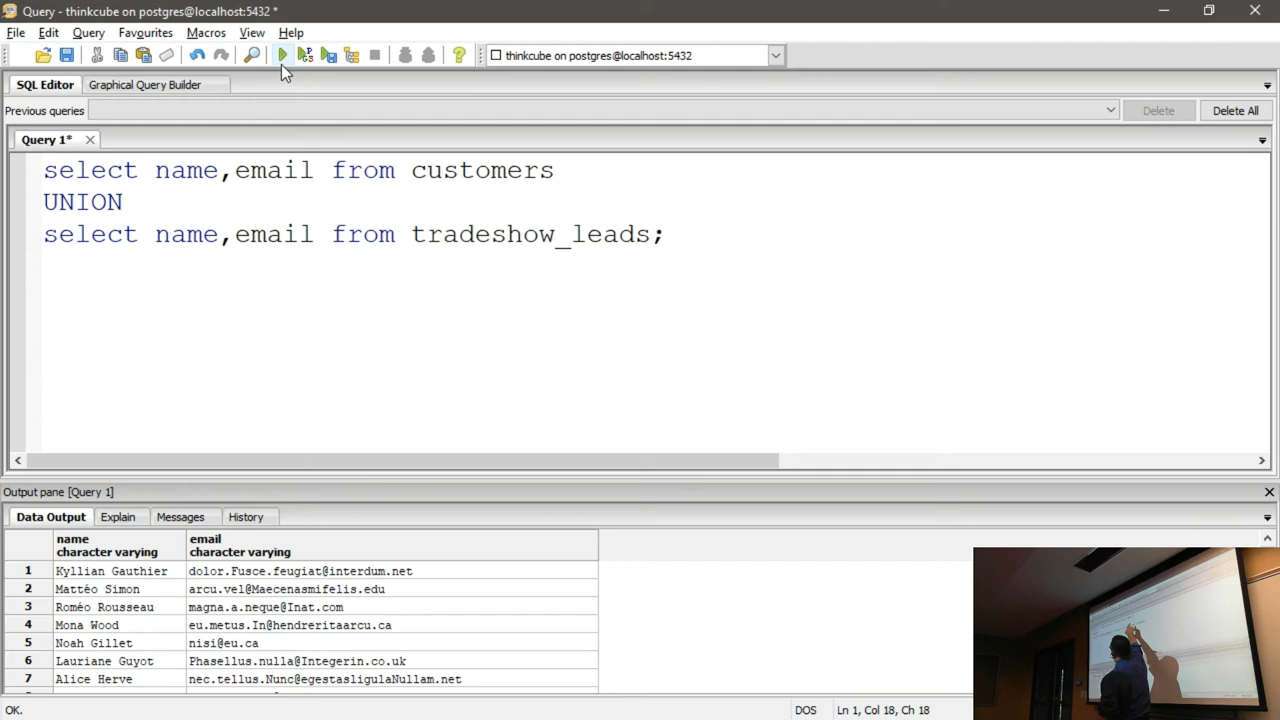 Query - thinkcube on postgres@localhost:5432 *
File Edit Query Favourites Macros View Help
thinkcube on postgres@localhost:5432
SQL Editor Graphical Query Builder
Previous queries Delete Delete All
Query 1*
select name,email from customers
UNION
select name,email from tradeshow_leads;
Output pane [Query 1]
Data Output Explain Messages History
name email
character varying character varying
1 Kyllian Gauthier dolor.Fusce.feugiat@interdum.net
2 Mattéo Simon arcu.vel@Maecenasmifelis.edu
3 Roméo Rousseau magna.a.neque@Inat.com
4 Mona Wood eu.metus.In@hendreritaarcu.ca
5 Noah Gillet nisi@eu.ca
6 Lauriane Guyot Phasellus.nulla@Integerin.co.uk
7 Alice Herve nec.tellus.Nunc@egestasligulaNullam.net
OK. DOS Ln 1, Col 18, Ch 18